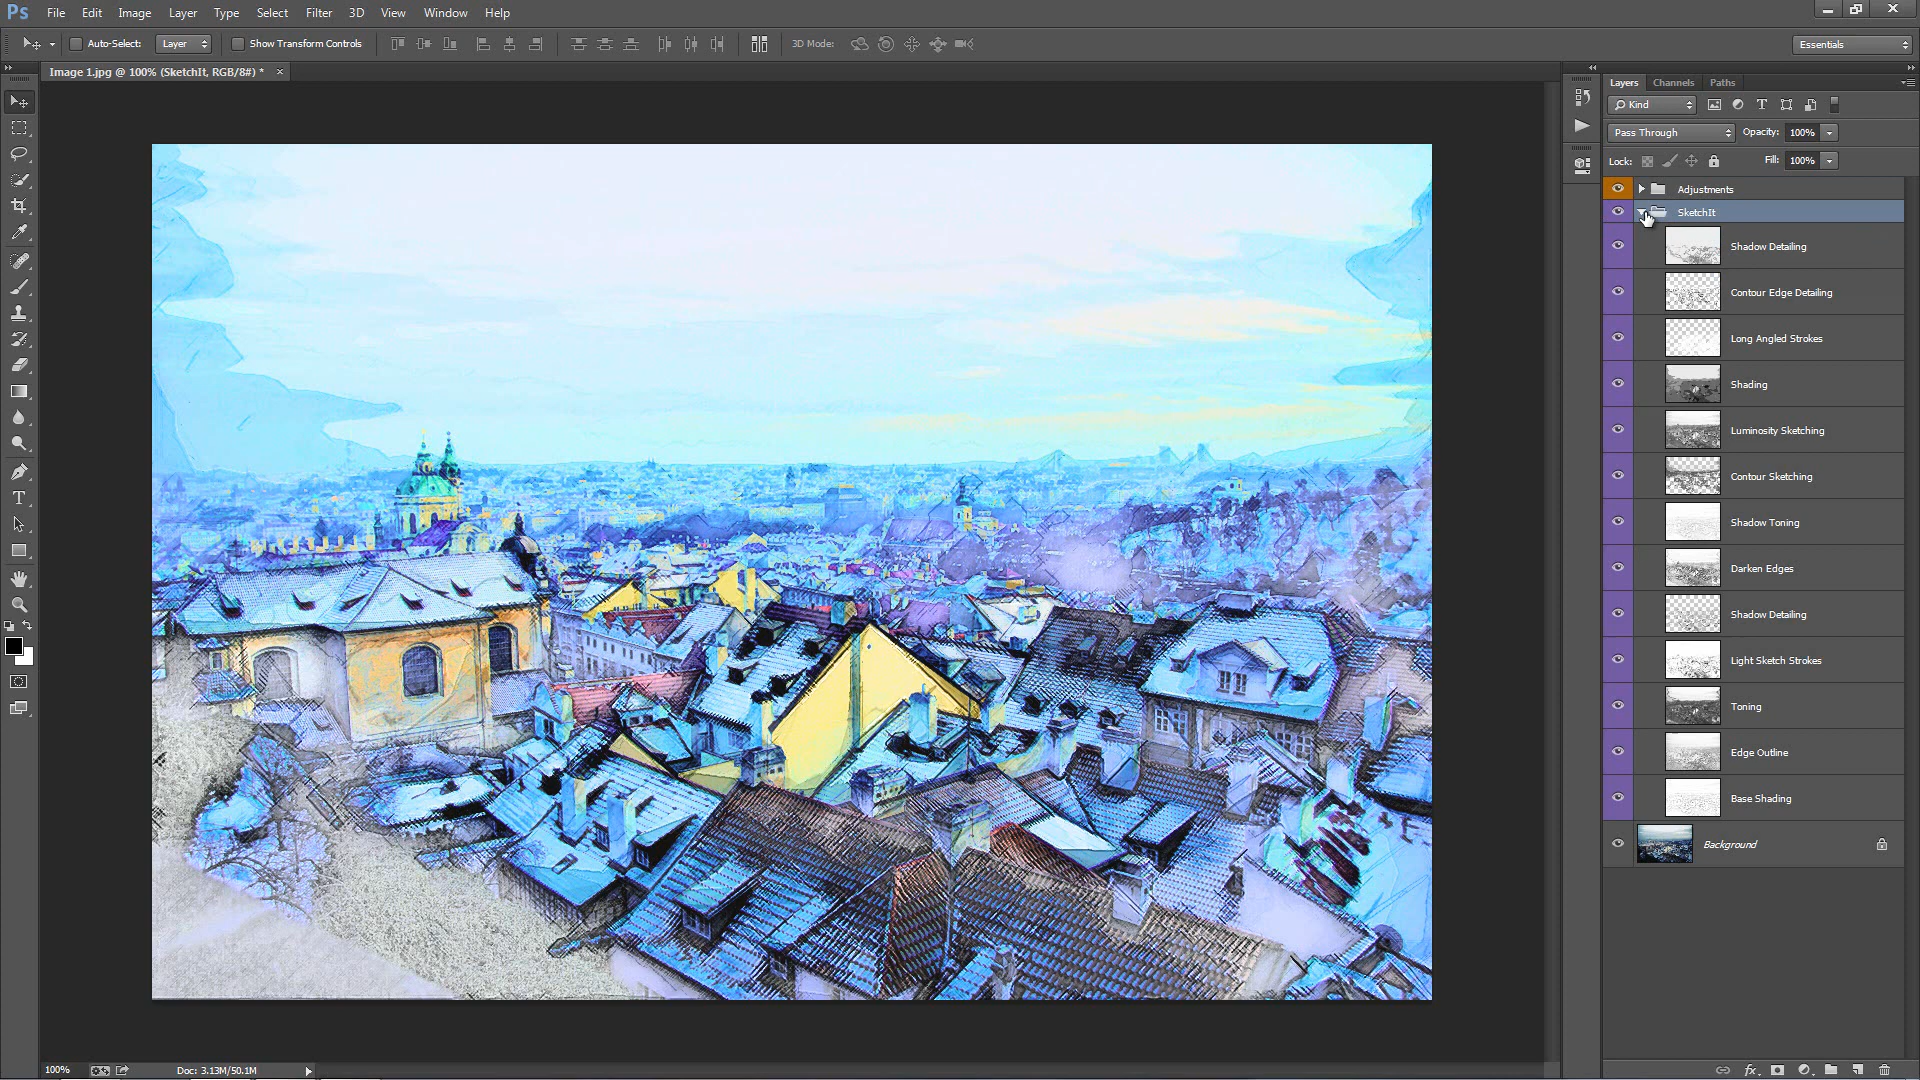 Ps File Edit Image Layer Type Select Filter 3D View Window Help
Auto-Select: Layer Show Transform Controls 3D Mode: Essentials
Image 1.jpg @ 100% (SketchIt, RGB/8#) * ×
Layers Channels Paths
Kind T
Pass Through Opacity: 100%
Lock: Fill: 100%
Adjustments
SketchIt
Shadow Detailing
Contour Edge Detailing
Long Angled Strokes
Shading
Luminosity Sketching
Contour Sketching
Shadow Toning
Darken Edges
Shadow Detailing
Light Sketch Strokes
Toning
Edge Outline
Base Shading
Background
T
100% Doc: 3.13M/50.1M
fx